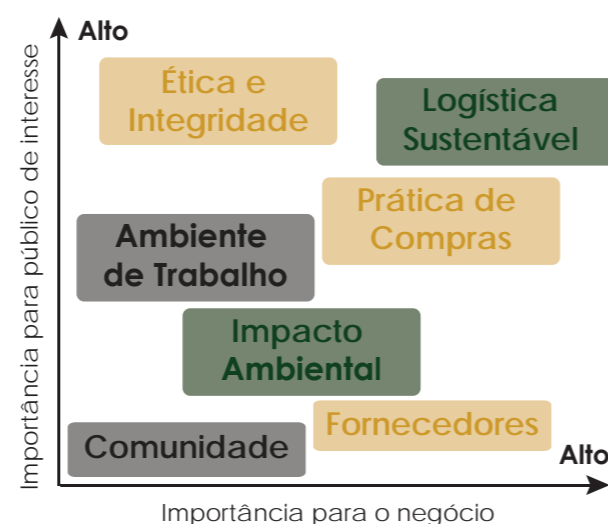 Alto
Importância para público de interesse
Ética e
Integridade
Logística
Sustentável
Prática de
Compras
Ambiente
de Trabalho
Impacto
Ambiental
Fornecedores
Comunidade
Alto
Importância para o negócio